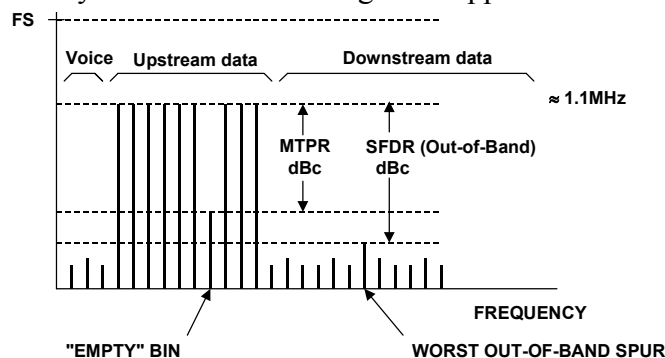 FS
Voice Upstream data Downstream data
≈ 1.1MHz
MTPR
dBc
SFDR (Out-of-Band)
dBc
FREQUENCY
"EMPTY" BIN
WORST OUT-OF-BAND SPUR